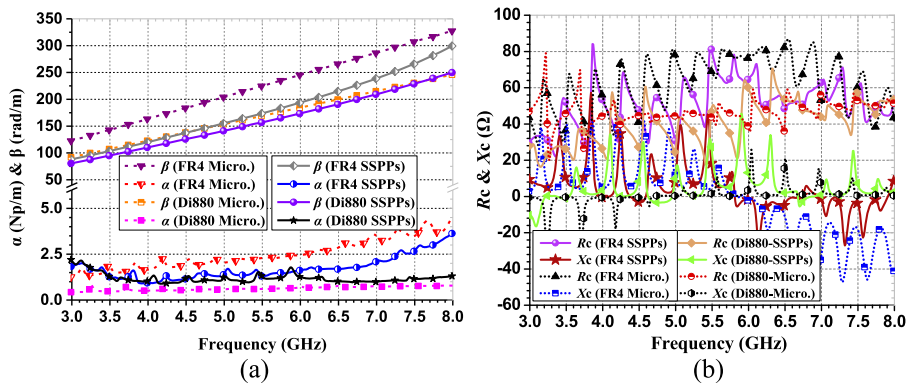 (a)
α (Np/m) & β (rad/m)
350
300
250
200
150
100
50
5.0
2.5
0.0
β (FR4 Micro.)
α (FR4 Micro.)
β (Di880 Micro.)
α (Di880 Micro.)
β (FR4 SSPPs)
α (FR4 SSPPs)
β (Di880 SSPPs)
α (Di880 SSPPs)
3.0 3.5 4.0 4.5 5.0 5.5 6.0 6.5 7.0 7.5 8.0
Frequency (GHz)
(a)
Rc & Xc (Ω)
100
80
60
40
20
0
-20
-40
-60
Rc (FR4 SSPPs)
Xc (FR4 SSPPs)
Rc (FR4 Micro.)
Xc (FR4 Micro.)
Rc (Di880-SSPPs)
Xc (Di880-SSPPs)
Rc (Di880-Micro.)
Xc (Di880-Micro.)
3.0 3.5 4.0 4.5 5.0 5.5 6.0 6.5 7.0 7.5 8.0
Frequency (GHz)
(b)